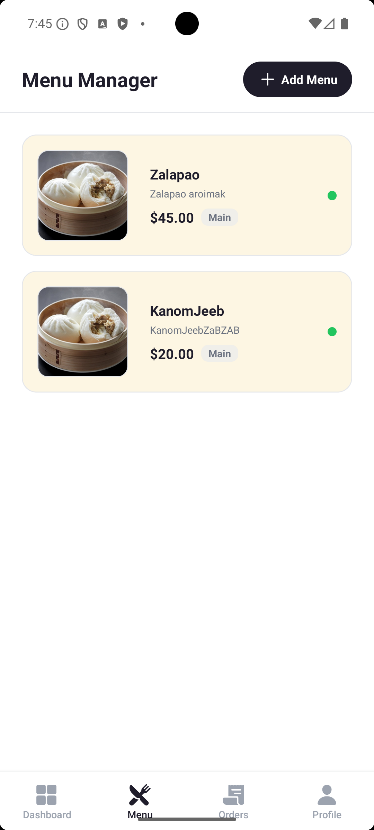 7:45
Menu Manager
Add Menu
Zalapao
Zalapao aroimak
$45.00 Main
KanomJeeb
KanomJeebZaBZAB
$20.00 Main
Dashboard Menu Orders Profile